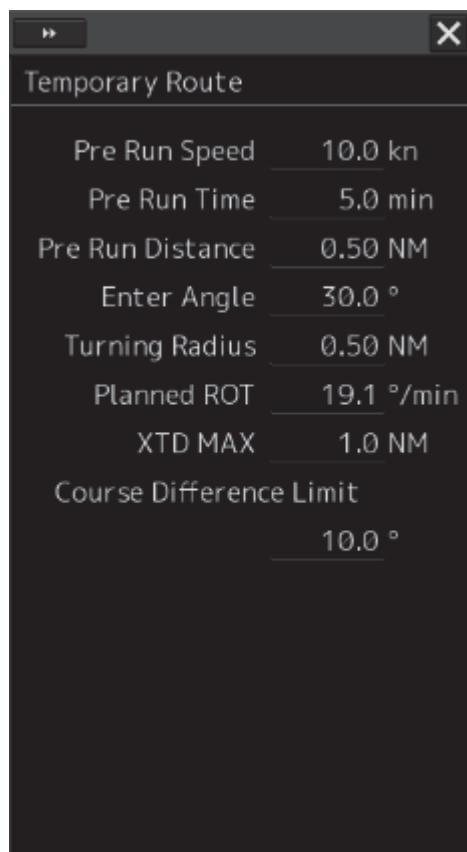 Temporary Route
Pre Run Speed 10.0 kn
Pre Run Time 5.0 min
Pre Run Distance 0.50 NM
Enter Angle 30.0 °
Turning Radius 0.50 NM
Planned ROT 19.1 °/min
XTD MAX 1.0 NM
Course Difference Limit
10.0 °